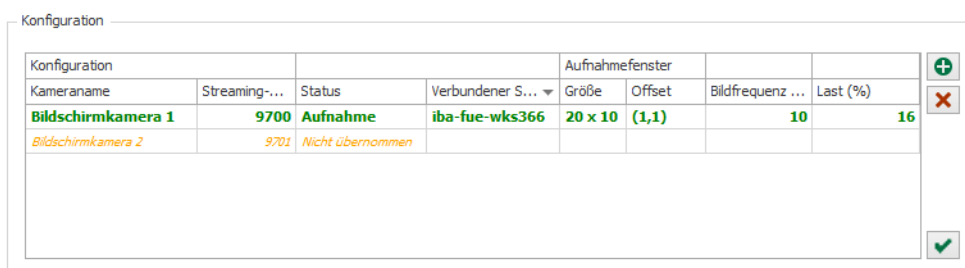 Konfiguration
Konfiguration Aufnahmefenster
Kameraname Streaming-... Status Verbundener S... Größe Offset Bildfrequenz ... Last (%)
Bildschirmkamera 1 9700 Aufnahme iba-fue-wks366 20 x 10 (1,1) 10 16
Bildschirmkamera 2 9701 Nicht übernommen